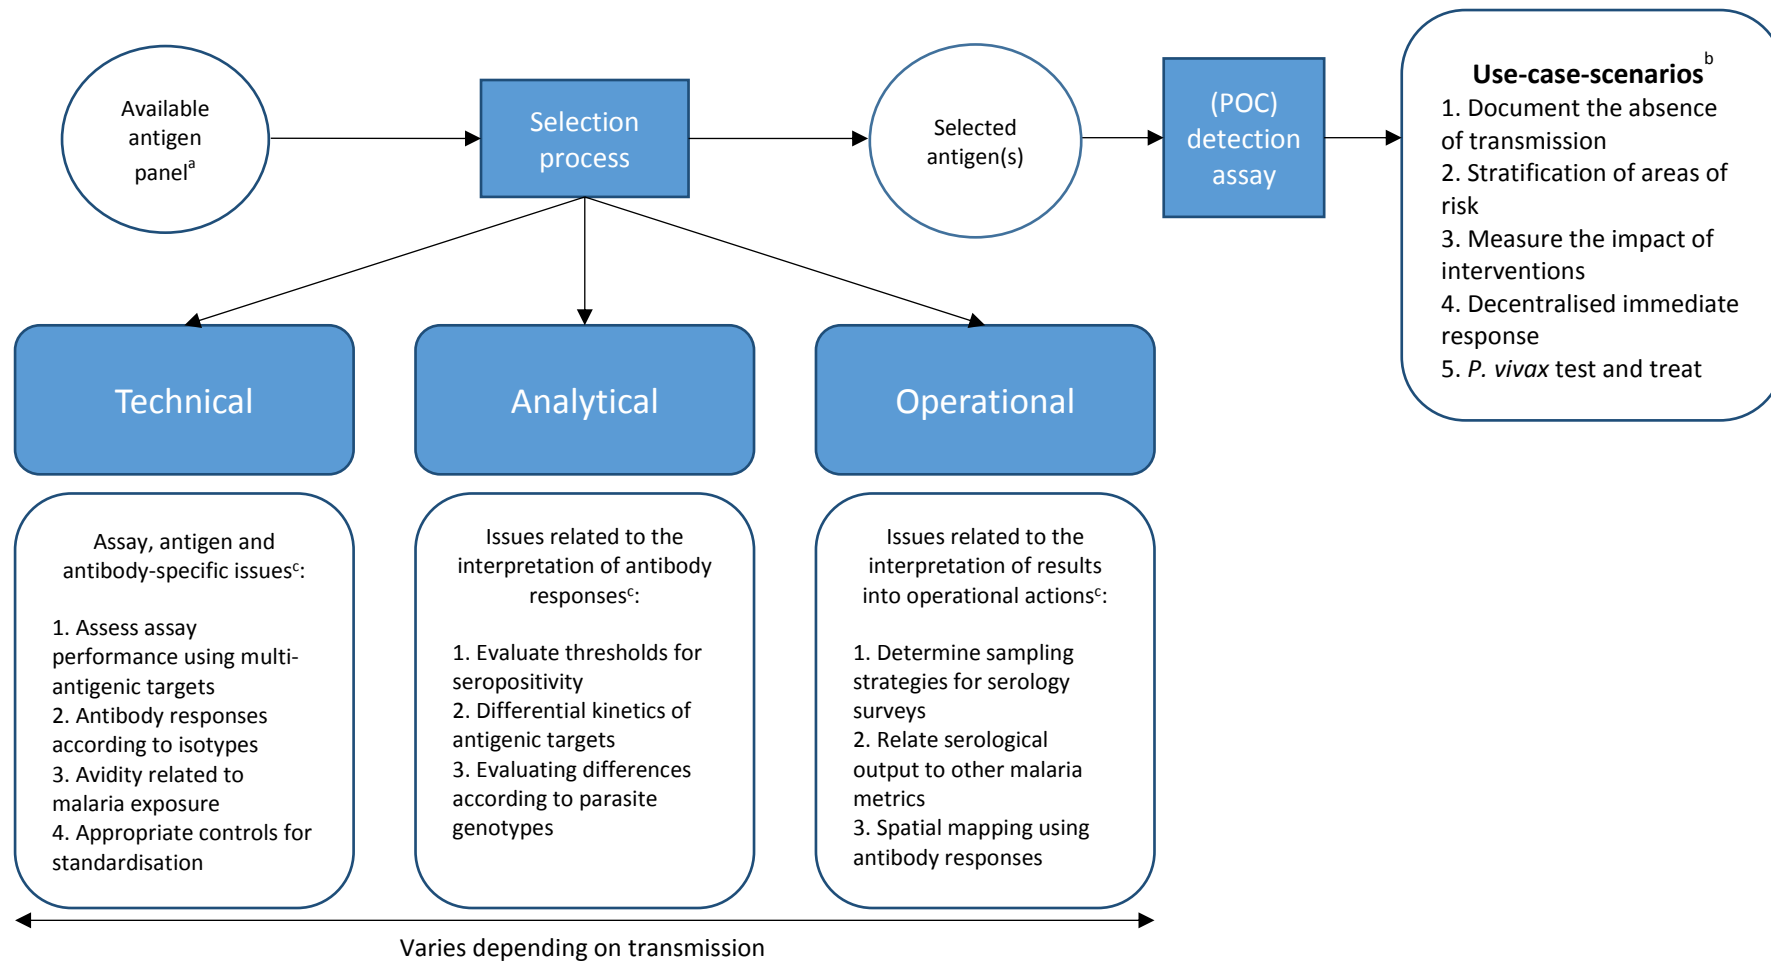 Available
antigen
panelᵃ
Selection
process
Selected
antigen(s)
(POC)
detection
assay
Use-case-scenariosᵇ
1. Document the absence
of transmission
2. Stratification of areas of
risk
3. Measure the impact of
interventions
4. Decentralised immediate
response
5. P. vivax test and treat
Technical
Analytical
Operational
Assay, antigen and
antibody-specific issuesᶜ:
1. Assess assay
performance using multi-
antigenic targets
2. Antibody responses
according to isotypes
3. Avidity related to
malaria exposure
4. Appropriate controls for
standardisation
Issues related to the
interpretation of antibody
responsesᶜ:
1. Evaluate thresholds for
seropositivity
2. Differential kinetics of
antigenic targets
3. Evaluating differences
according to parasite
genotypes
Issues related to the
interpretation of results
into operational actionsᶜ:
1. Determine sampling
strategies for serology
surveys
2. Relate serological
output to other malaria
metrics
3. Spatial mapping using
antibody responses
Varies depending on transmission